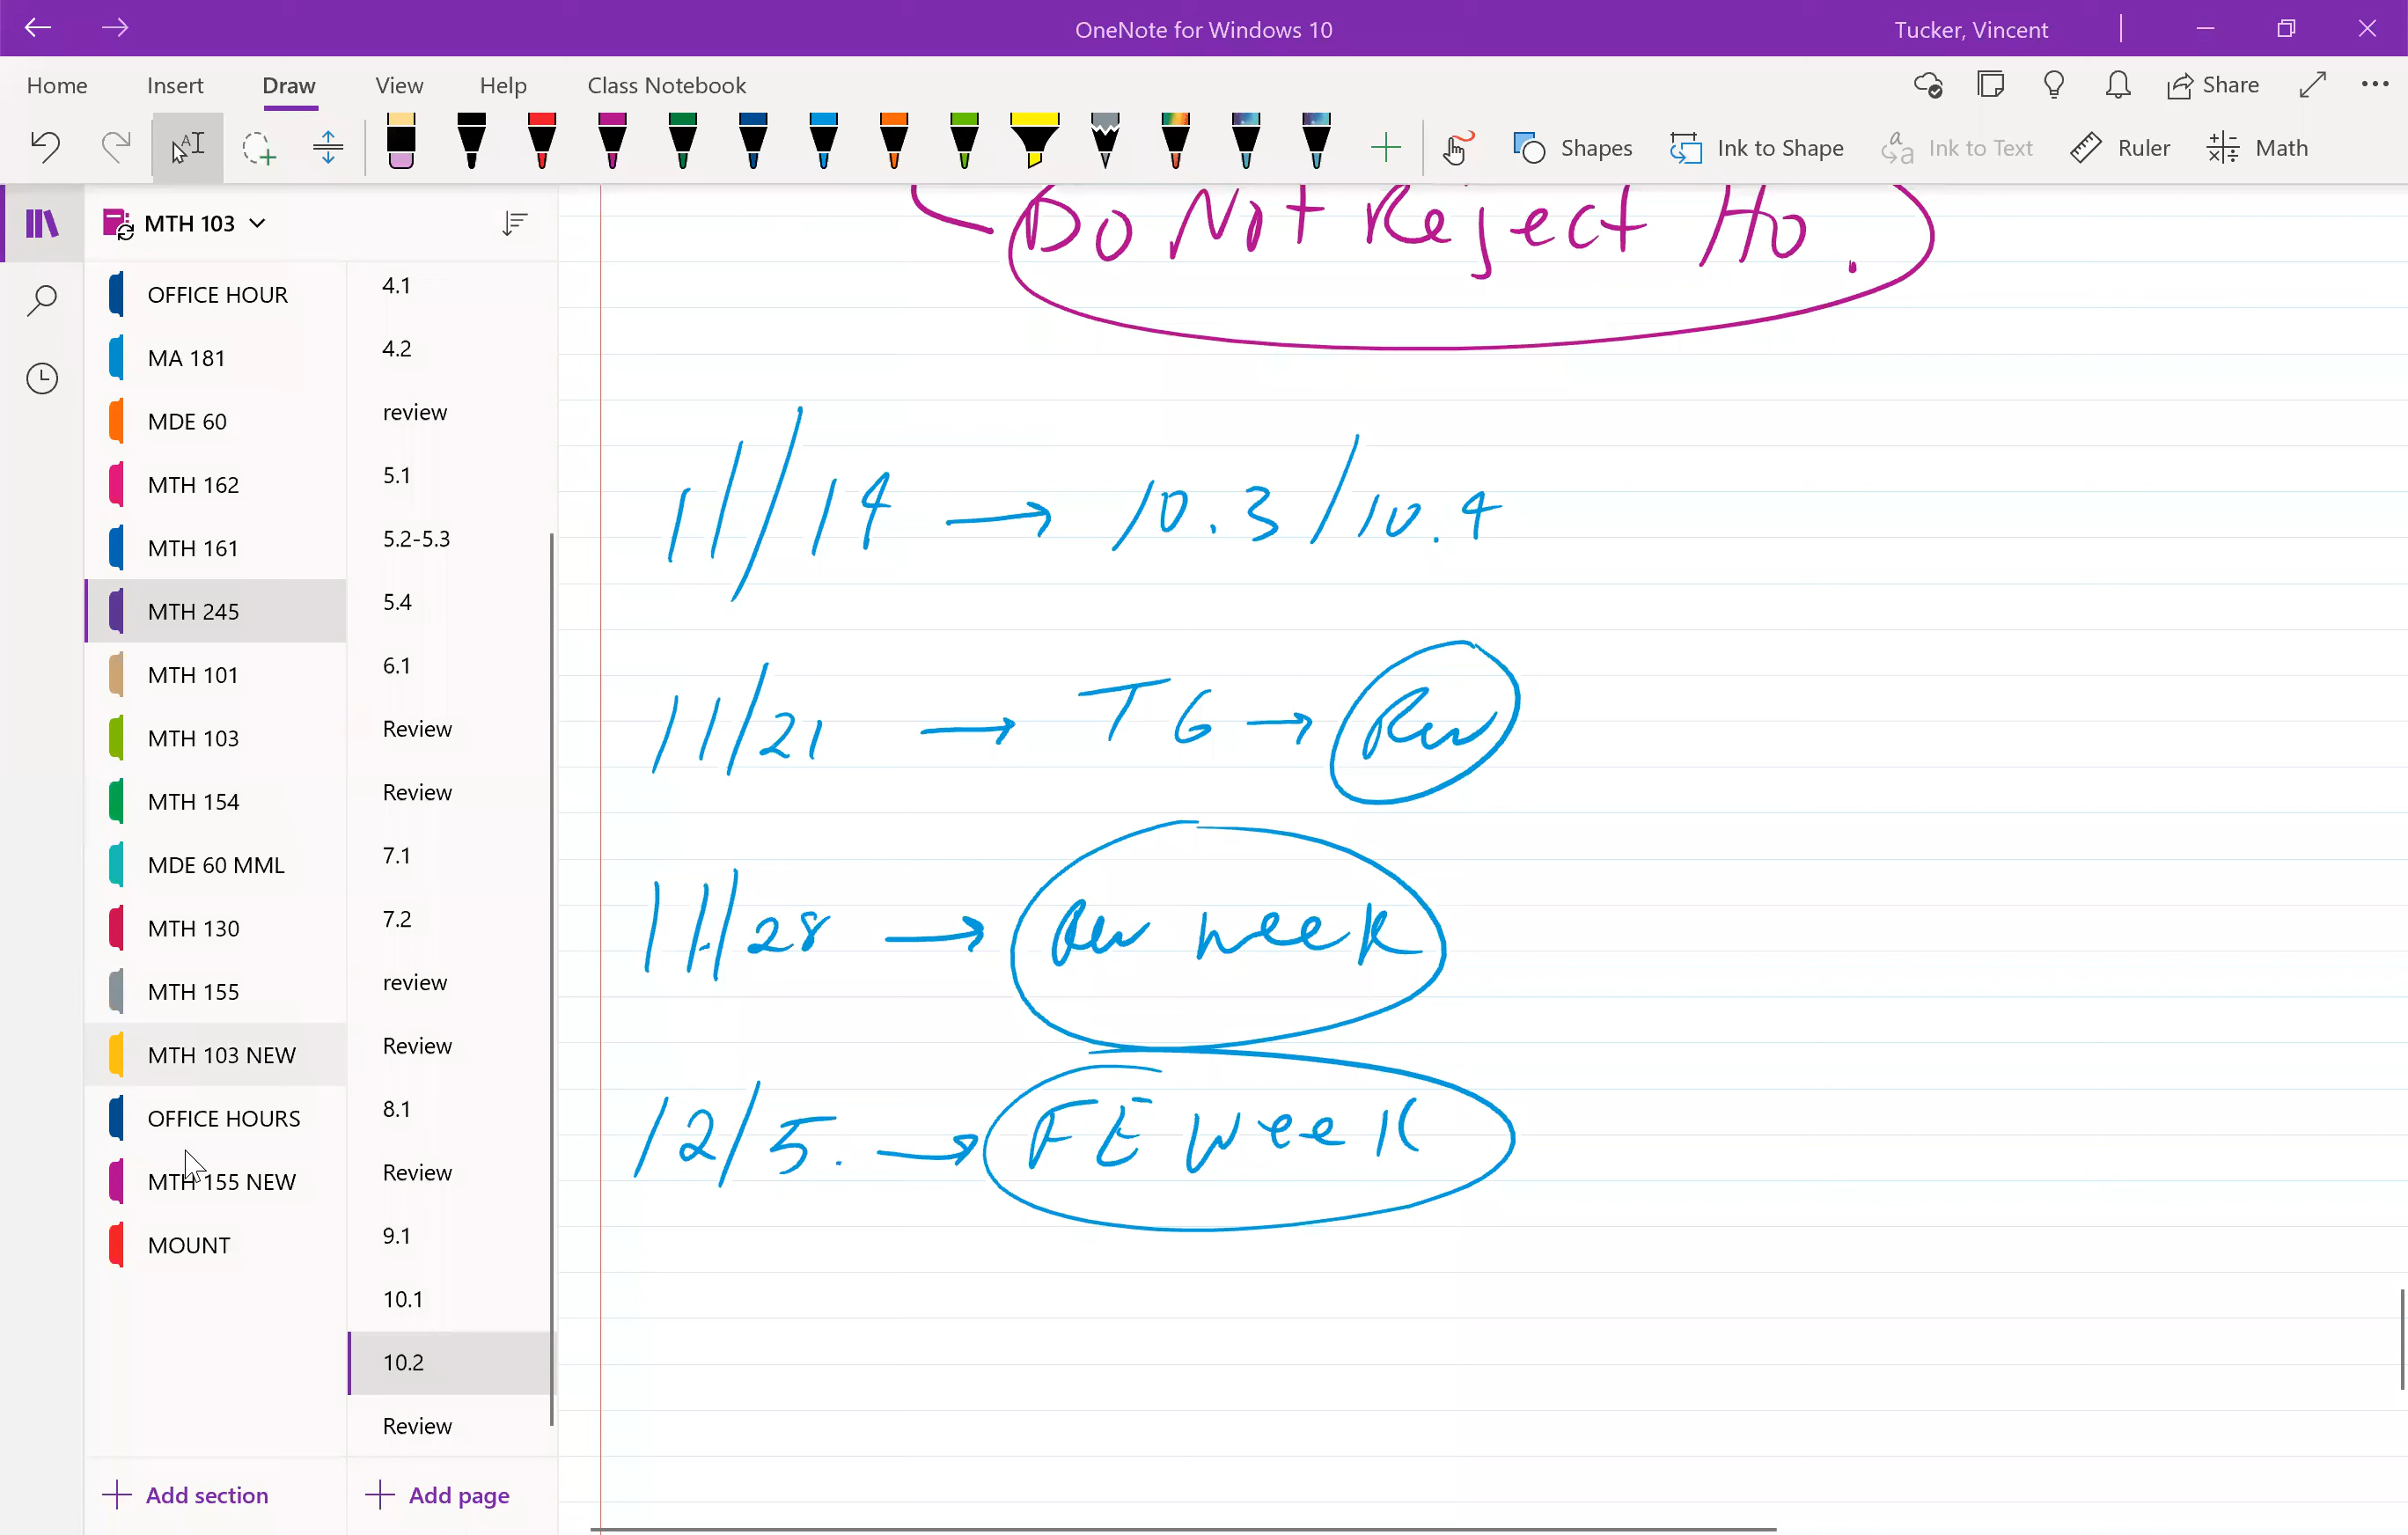 OneNote for Windows 10
Tucker, Vincent
Home Insert Draw View Help Class Notebook
Share
Shapes Ink to Shape Ink to Text Ruler Math
MTH 103
OFFICE HOUR
MA 181
MDE 60
MTH 162
MTH 161
MTH 245
MTH 101
MTH 103
MTH 154
MDE 60 MML
MTH 130
MTH 155
MTH 103 NEW
OFFICE HOURS
MTH 155 NEW
MOUNT
Add section
4.1
4.2
review
5.1
5.2-5.3
5.4
6.1
Review
Review
7.1
7.2
review
Review
8.1
Review
9.1
10.1
10.2
Review
Add page
Do Not Reject Ho.
11/14 → 10.3/10.4
11/21 → TG → Rev
11/28 → Rev week
12/5. → FE Week